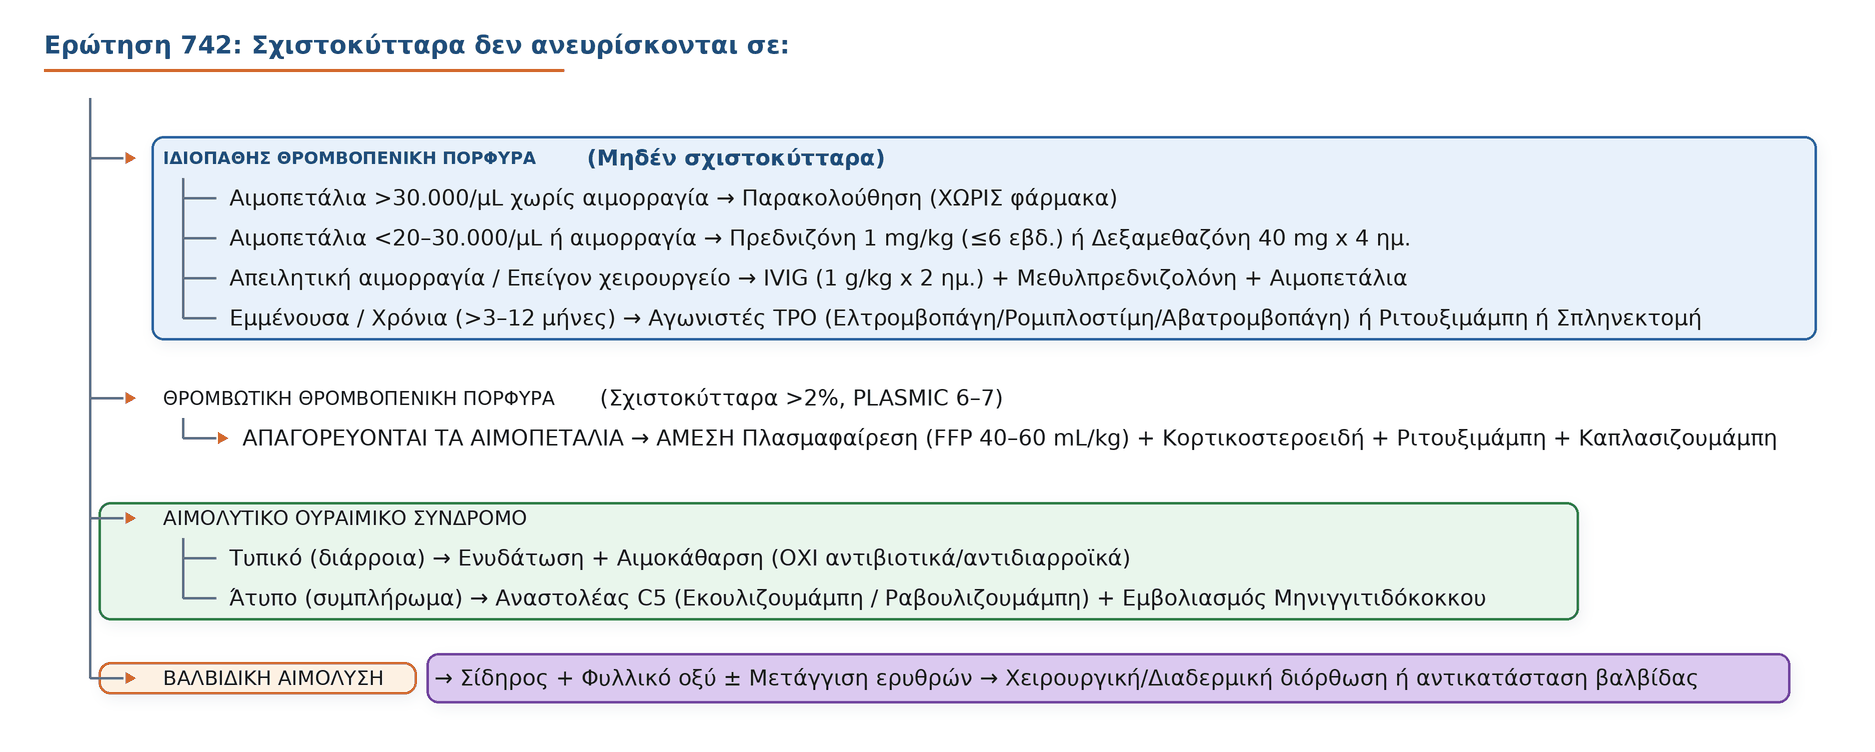 Ερώτηση 742: Σχιστοκύτταρα δεν ανευρίσκονται σε:
ΙΔΙΟΠΑΘΗΣ ΘΡΟΜΒΟΠΕΝΙΚΗ ΠΟΡΦΥΡΑ (Μηδέν σχιστοκύτταρα)
Αιμοπετάλια >30.000/μL χωρίς αιμορραγία → Παρακολούθηση (ΧΩΡΙΣ φάρμακα)
Αιμοπετάλια <20–30.000/μL ή αιμορραγία → Πρεδνιζόνη 1 mg/kg (≤6 εβδ.) ή Δεξαμεθαζόνη 40 mg x 4 ημ.
Απειλητική αιμορραγία / Επείγον χειρουργείο → IVIG (1 g/kg x 2 ημ.) + Μεθυλπρεδνιζολόνη + Αιμοπετάλια
Εμμένουσα / Χρόνια (>3–12 μήνες) → Αγωνιστές TPO (Ελτρομβοπάγη/Ρομιπλοστίμη/Αβατρομβοπάγη) ή Ριτουξιμάμπη ή Σπληνεκτομή
ΘΡΟΜΒΩΤΙΚΗ ΘΡΟΜΒΟΠΕΝΙΚΗ ΠΟΡΦΥΡΑ (Σχιστοκύτταρα >2%, PLASMIC 6–7)
ΑΠΑΓΟΡΕΥΟΝΤΑΙ ΤΑ ΑΙΜΟΠΕΤΑΛΙΑ → ΑΜΕΣΗ Πλασμαφαίρεση (FFP 40–60 mL/kg) + Κορτικοστεροειδή + Ριτουξιμάμπη + Καπλασιζουμάμπη
ΑΙΜΟΛΥΤΙΚΟ ΟΥΡΑΙΜΙΚΟ ΣΥΝΔΡΟΜΟ
Τυπικό (διάρροια) → Ενυδάτωση + Αιμοκάθαρση (ΟΧΙ αντιβιοτικά/αντιδιαρροϊκά)
Άτυπο (συμπλήρωμα) → Αναστολέας C5 (Εκουλιζουμάμπη / Ραβουλιζουμάμπη) + Εμβολιασμός Μηνιγγιτιδόκοκκου
ΒΑΛΒΙΔΙΚΗ ΑΙΜΟΛΥΣΗ → Σίδηρος + Φυλλικό οξύ ± Μετάγγιση ερυθρών → Χειρουργική/Διαδερμική διόρθωση ή αντικατάσταση βαλβίδας